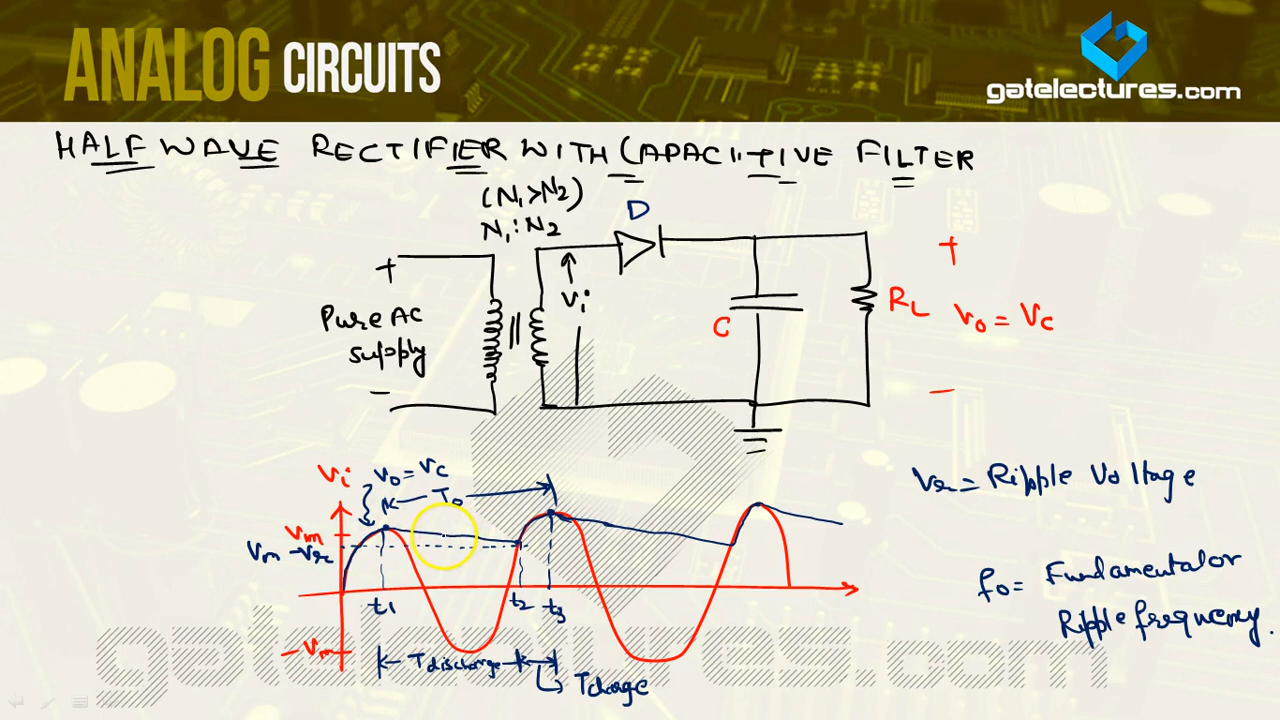 ANALOG CIRCUITS
gatelectures.com
HALF WAVE RECTIFIER WITH CAPACITIVE FILTER
(N1>N2)
N1:N2
D
+
Pure AC
supply
-
Vi
C
RL
+
Vo = Vc
-
Vi
Vo = Vc
To
Vm
Vm - Vr
t1
t2
t3
-Vm
Tdischarge
Tcharge
Vr = Ripple Voltage
fo = Fundamental or
Ripple frequency.
gatelectures.com